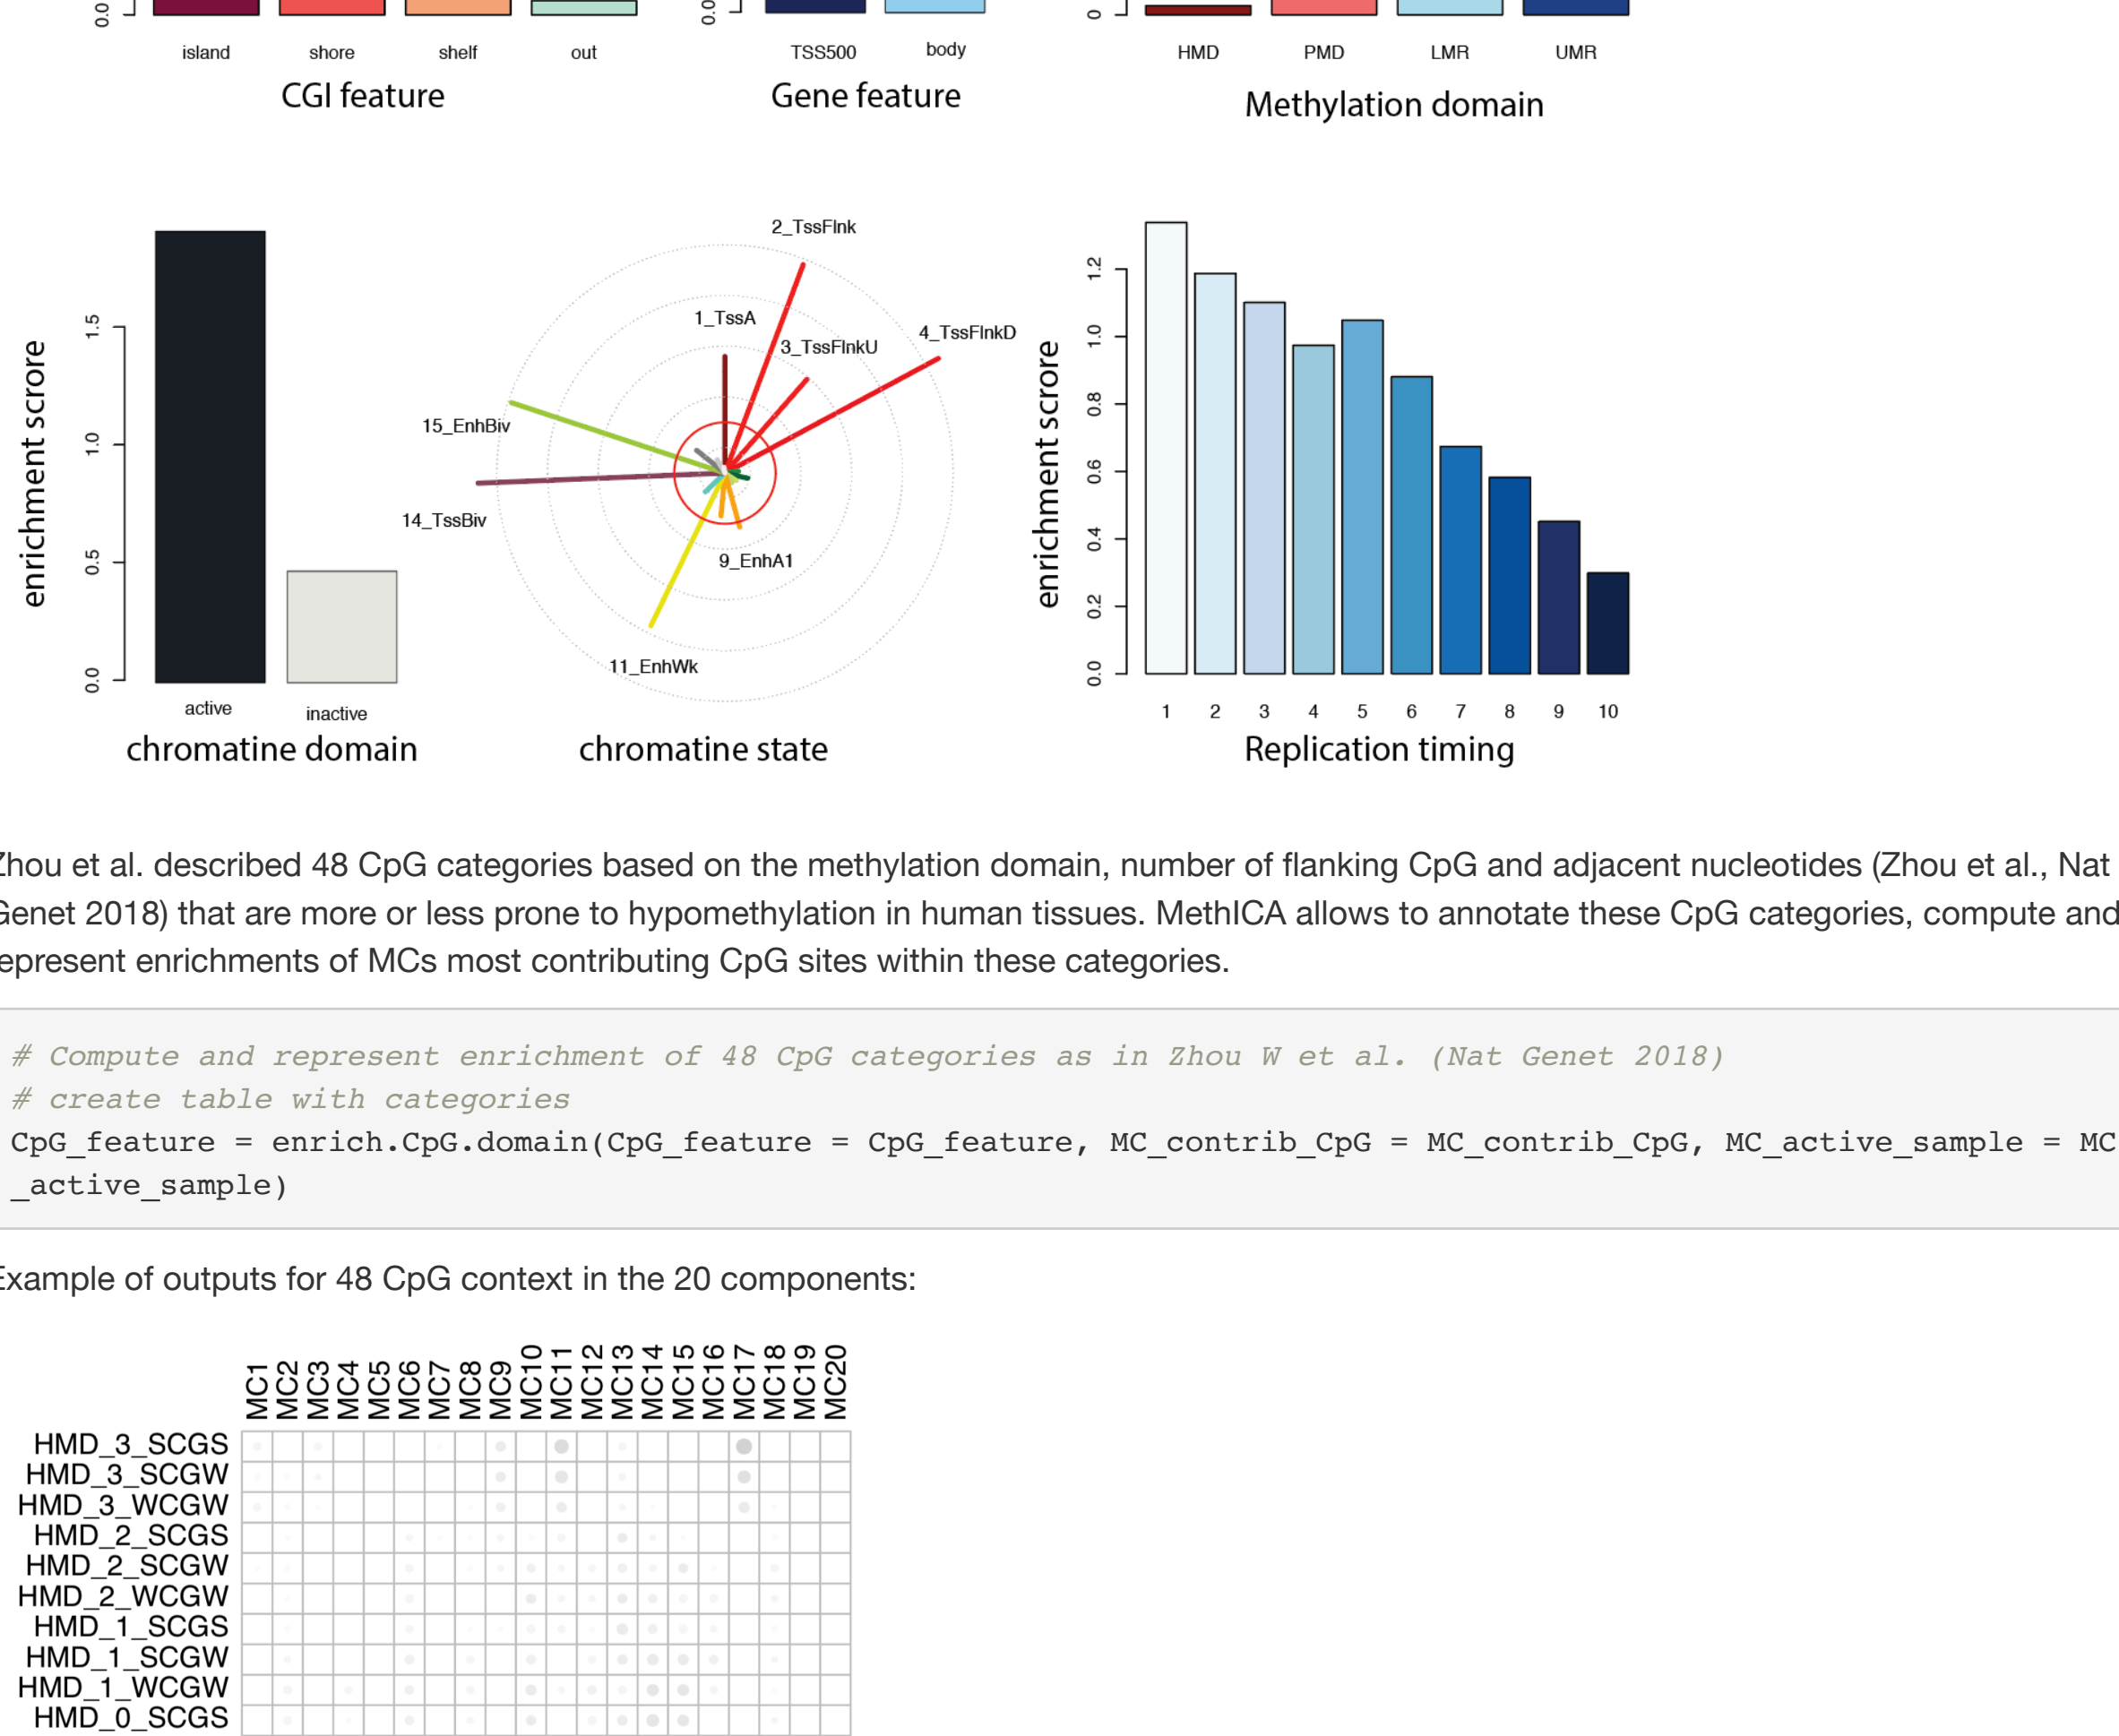 0.0
island shore shelf out
CGI feature
0.0
TSS500 body
Gene feature
0
HMD PMD LMR UMR
Methylation domain
enrichment scrore
1.5
1.0
0.5
0.0
active inactive
chromatine domain
2_TssFlnk
1_TssA
4_TssFlnkD
3_TssFlnkU
15_EnhBiv
14_TssBiv
9_EnhA1
11_EnhWk
chromatine state
enrichment scrore
1.2
1.0
0.8
0.6
0.4
0.2
0.0
1 2 3 4 5 6 7 8 9 10
Replication timing
Zhou et al. described 48 CpG categories based on the methylation domain, number of flanking CpG and adjacent nucleotides (Zhou et al., Nat
Genet 2018) that are more or less prone to hypomethylation in human tissues. MethICA allows to annotate these CpG categories, compute and
represent enrichments of MCs most contributing CpG sites within these categories.
# Compute and represent enrichment of 48 CpG categories as in Zhou W et al. (Nat Genet 2018)
# create table with categories
CpG_feature = enrich.CpG.domain(CpG_feature = CpG_feature, MC_contrib_CpG = MC_contrib_CpG, MC_active_sample = MC
_active_sample)
Example of outputs for 48 CpG context in the 20 components:
MC1 MC2 MC3 MC4 MC5 MC6 MC7 MC8 MC9 MC10 MC11 MC12 MC13 MC14 MC15 MC16 MC17 MC18 MC19 MC20
HMD_3_SCGS
HMD_3_SCGW
HMD_3_WCGW
HMD_2_SCGS
HMD_2_SCGW
HMD_2_WCGW
HMD_1_SCGS
HMD_1_SCGW
HMD_1_WCGW
HMD_0_SCGS